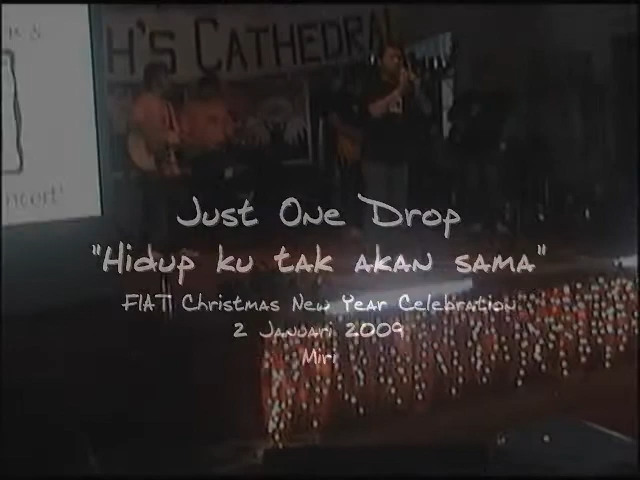 H'S CATHEDRAL
Just One Drop
"Hidup ku tak akan sama"
FIAT Christmas New Year Celebration
2 Januari 2009
Miri